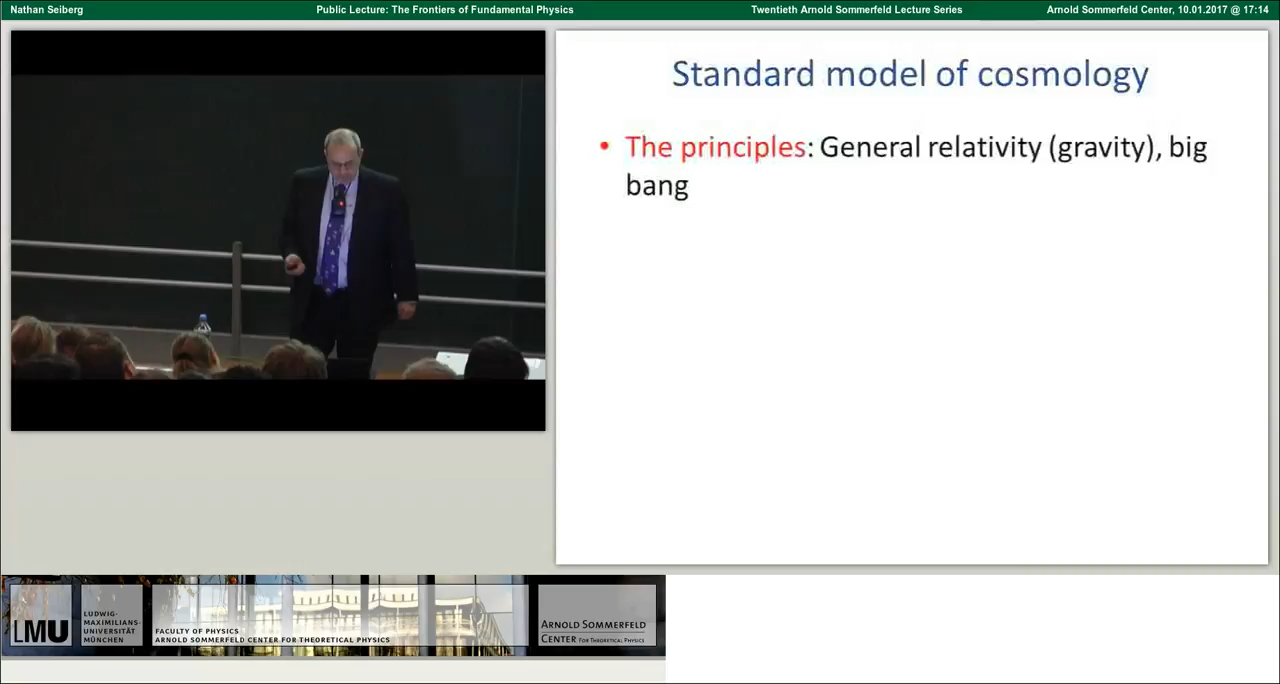 Nathan Seiberg
Public Lecture: The Frontiers of Fundamental Physics
Twentieth Arnold Sommerfeld Lecture Series
Arnold Sommerfeld Center, 10.01.2017 @ 17:14
Standard model of cosmology
• The principles: General relativity (gravity), big
bang
LMU
LUDWIG-
MAXIMILIANS-
UNIVERSITÄT
MÜNCHEN
FACULTY OF PHYSICS
ARNOLD SOMMERFELD CENTER FOR THEORETICAL PHYSICS
ARNOLD SOMMERFELD
CENTER FOR THEORETICAL PHYSICS